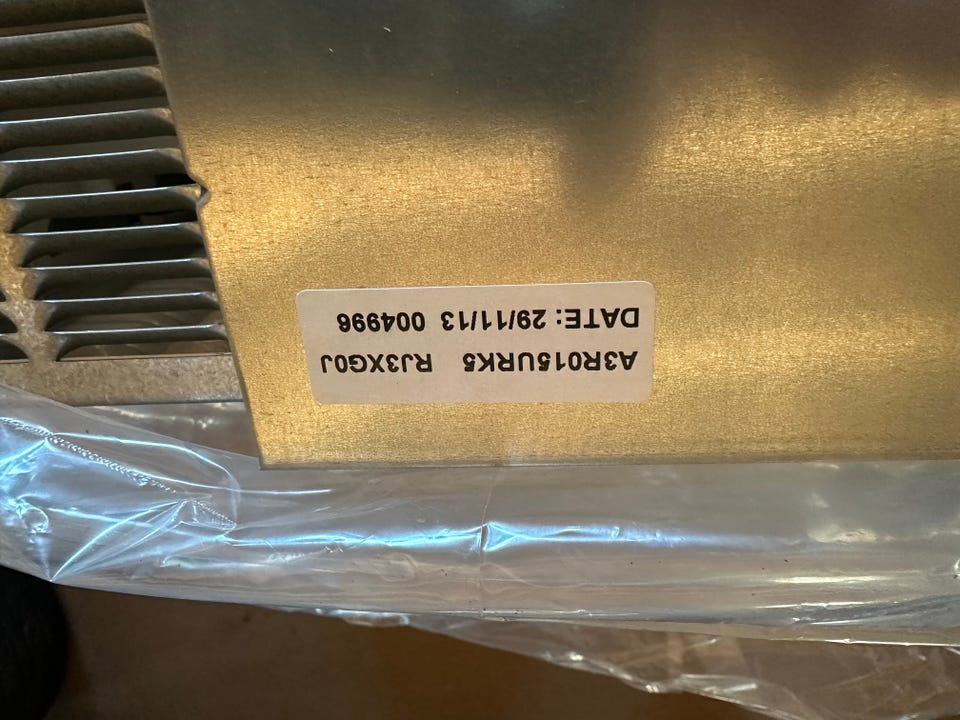 A3R015URK5 RJ3XG0J
DATE: 29/11/13 004996